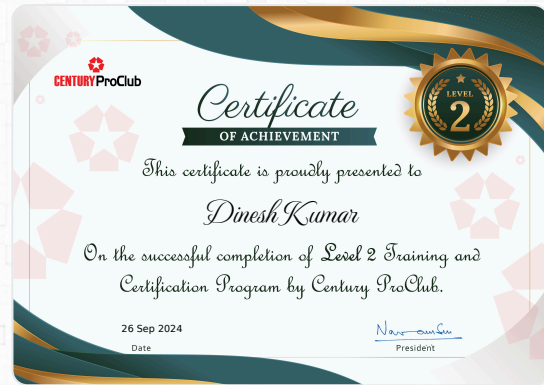 CENTURY ProClub
Certificate
OF ACHIEVEMENT
LEVEL
2
This certificate is proudly presented to
Dinesh Kumar
On the successful completion of Level 2 Training and
Certification Program by Century ProClub.
26 Sep 2024
Date
President